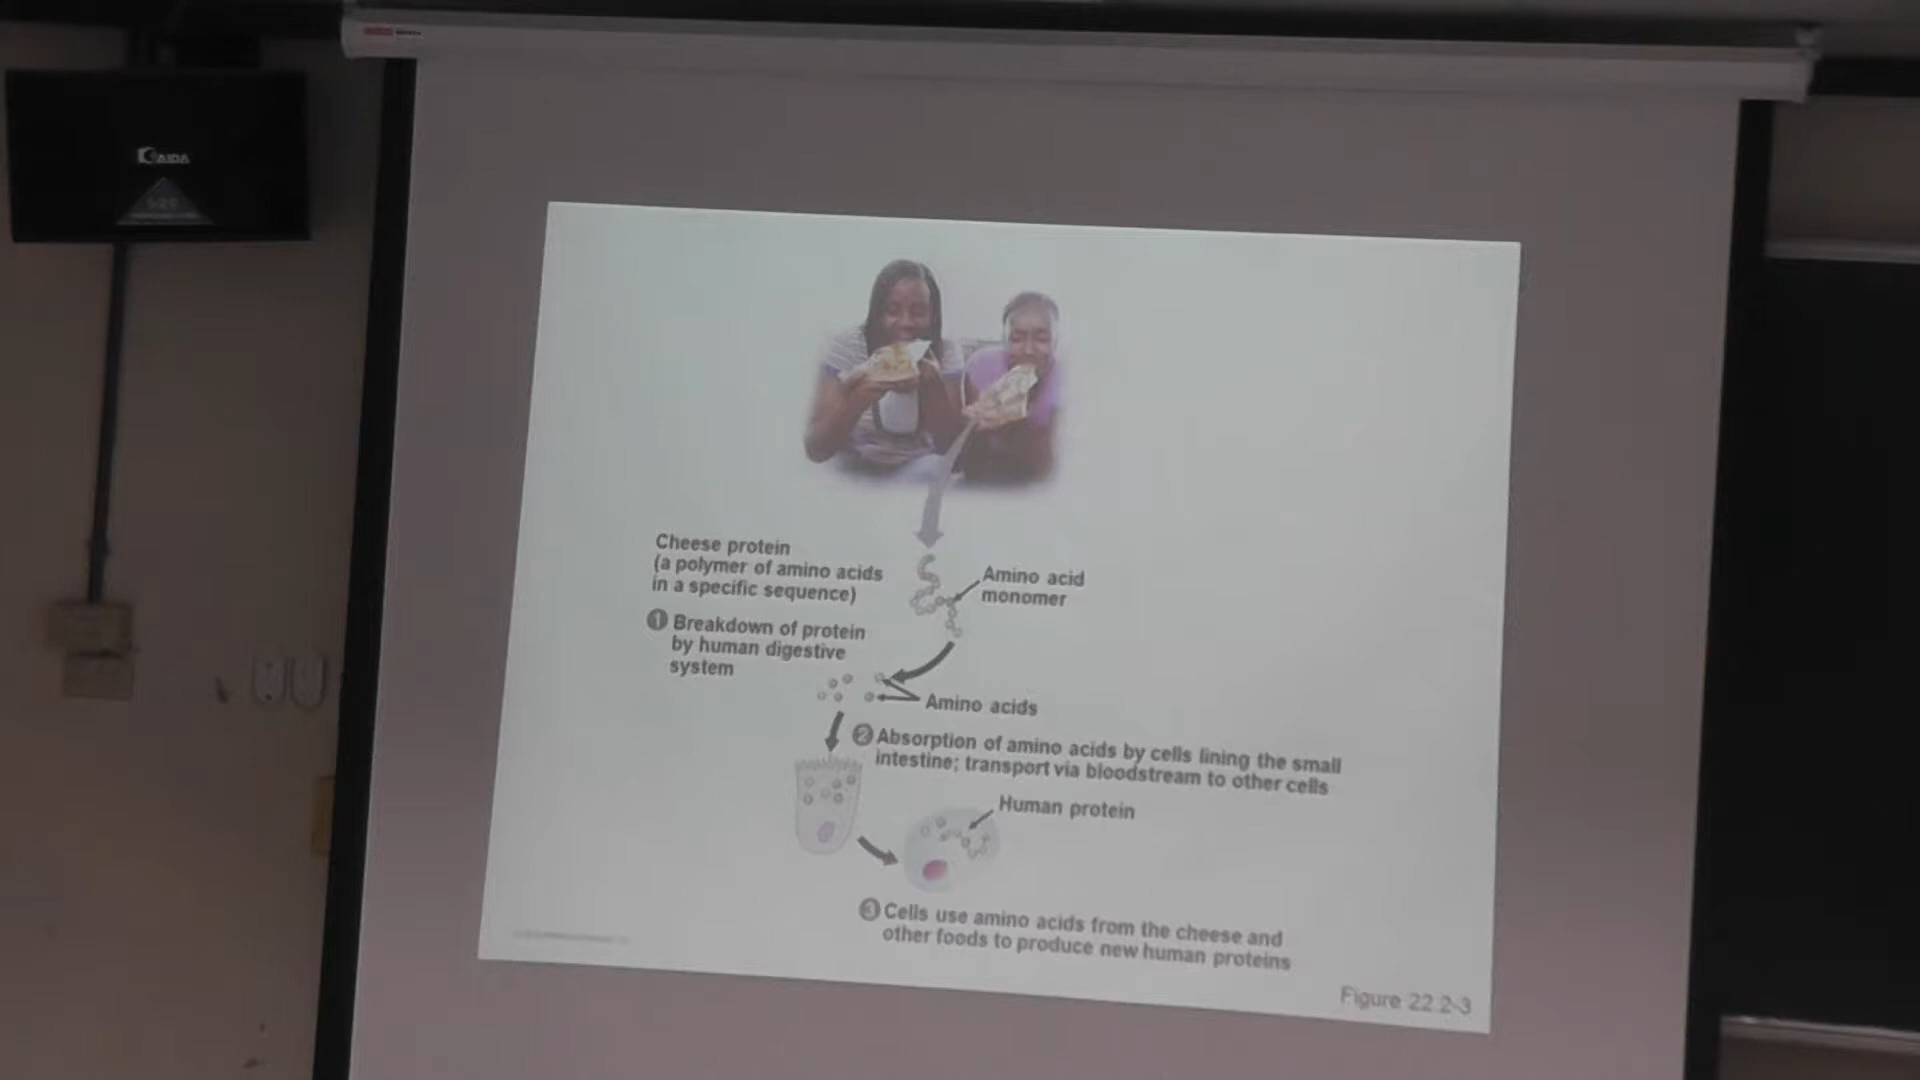 AIDA
Cheese protein
(a polymer of amino acids
in a specific sequence)
Amino acid
monomer
1 Breakdown of protein
by human digestive
system
Amino acids
2 Absorption of amino acids by cells lining the small
intestine; transport via bloodstream to other cells
Human protein
3 Cells use amino acids from the cheese and
other foods to produce new human proteins
Figure 22.2-3